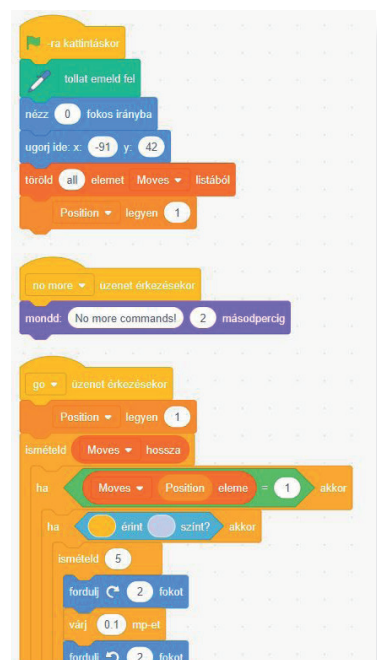 -ra kattintáskor
tollat emeld fel
nézz 0 fokos irányba
ugorj ide: x: -91 y: 42
töröld all elemet Moves listából
Position legyen 1
no more üzenet érkezésekor
mondd: No more commands! 2 másodpercig
go üzenet érkezésekor
Position legyen 1
ismételd Moves hossza
ha Moves Position eleme = 1 akkor
ha érint színt? akkor
ismételd 5
fordulj 2 fokot
várj 0.1 mp-et
fordulj 2 fokot